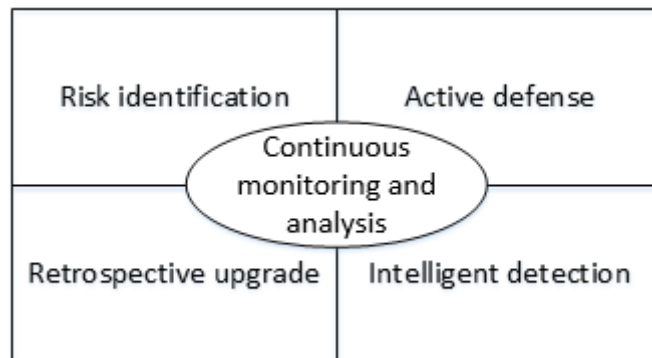 Risk identification
Active defense
Continuous
monitoring and
analysis
Retrospective upgrade
Intelligent detection